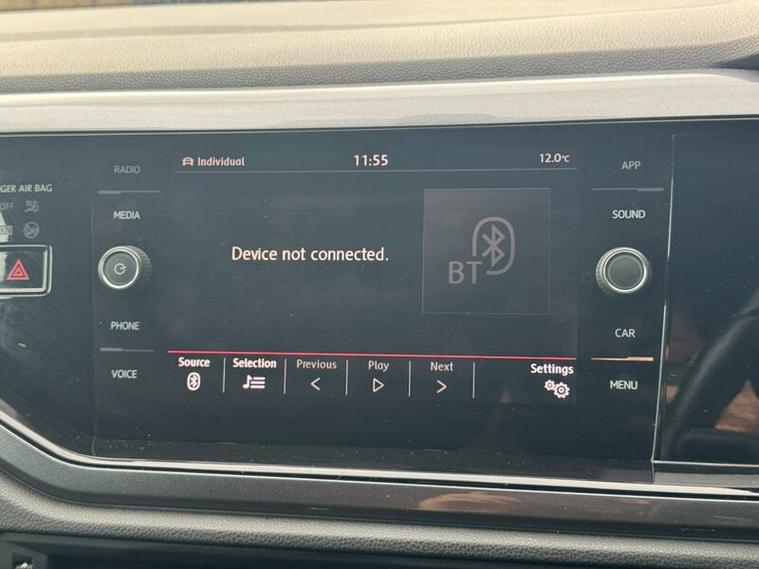 RADIO
MEDIA
PHONE
VOICE
GER AIR BAG
OFF
Individual
11:55
12.0°C
Device not connected.
BT
Source
Selection
Previous
Play
Next
Settings
APP
SOUND
CAR
MENU